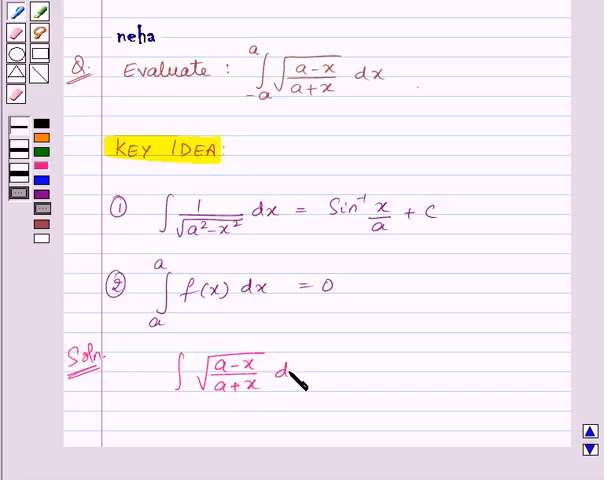 neha
Q. Evaluate : ∫_{-a}^{a} √((a-x)/(a+x)) dx
KEY IDEA:
① ∫ 1/√(a²-x²) dx = Sin⁻¹ x/a + C
② ∫_{a}^{a} f(x) dx = 0
Soln. ∫ √((a-x)/(a+x)) d